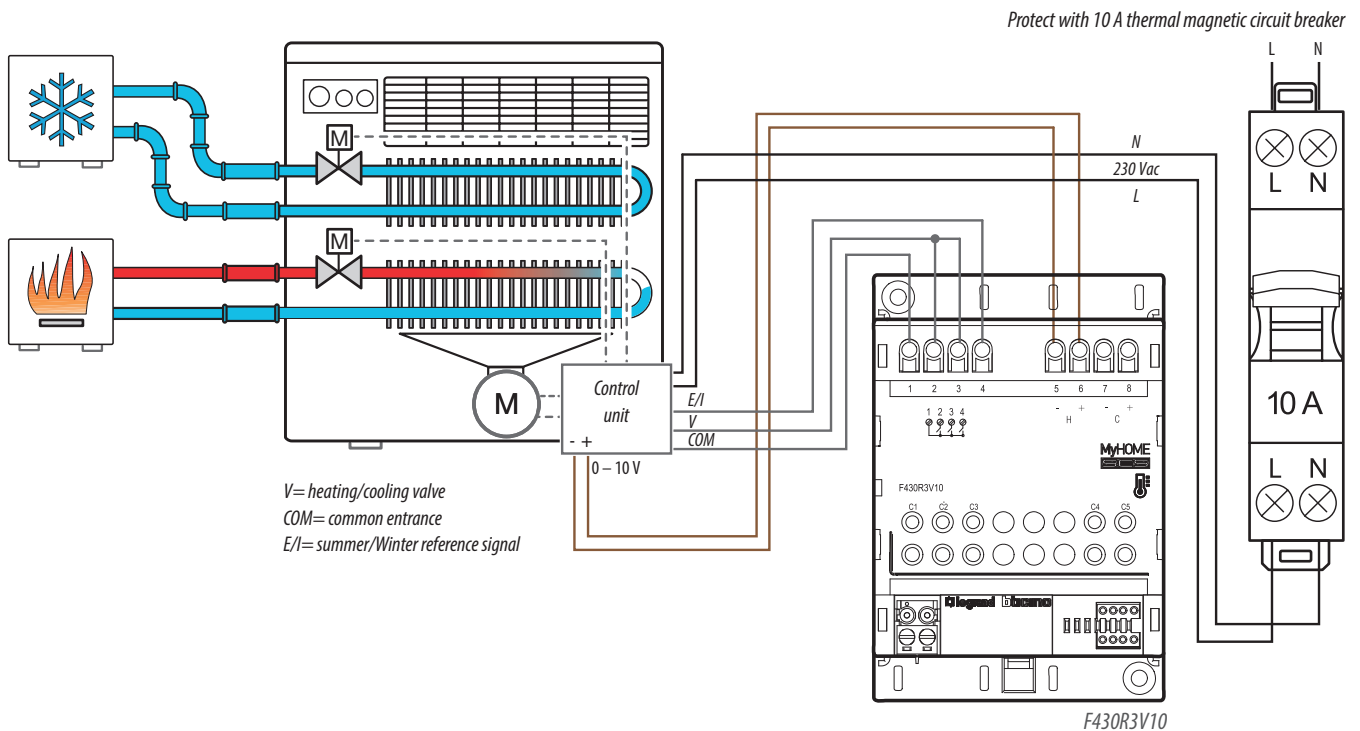 Protect with 10 A thermal magnetic circuit breaker
L N
L N
10 A
L N
N
230 Vac
L
M
M
M
Control
unit
- +
0 – 10 V
E/I
V
COM
V= heating/cooling valve
COM= common entrance
E/I= summer/Winter reference signal
1 2 3 4 5 6 7 8
- + - +
H C
1 2 3 4
MyHOME
SCS
F430R3V10
C1 C2 C3 C4 C5
legrand bticino
F430R3V10